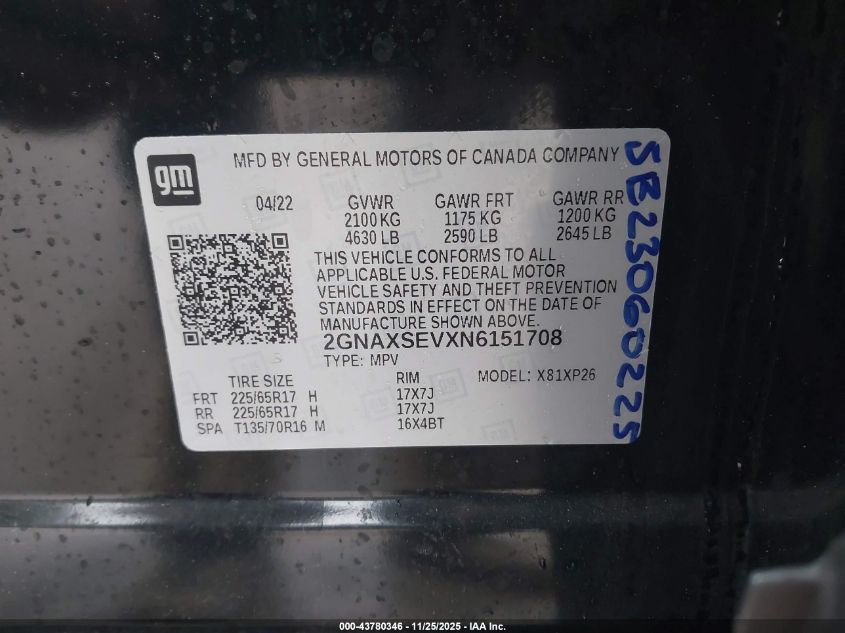 gm
MFD BY GENERAL MOTORS OF CANADA COMPANY
04/22 GVWR GAWR FRT GAWR RR
2100 KG 1175 KG 1200 KG
4630 LB 2590 LB 2645 LB
THIS VEHICLE CONFORMS TO ALL
APPLICABLE U.S. FEDERAL MOTOR
VEHICLE SAFETY AND THEFT PREVENTION
STANDARDS IN EFFECT ON THE DATE OF
MANUFACTURE SHOWN ABOVE.
2GNAXSEVXN6151708
TYPE: MPV
TIRE SIZE RIM MODEL: X81XP26
FRT 225/65R17 H 17X7J
RR 225/65R17 H 17X7J
SPA T135/70R16 M 16X4BT
SB23060225
000-43780346 - 11/25/2025 - IAA Inc.